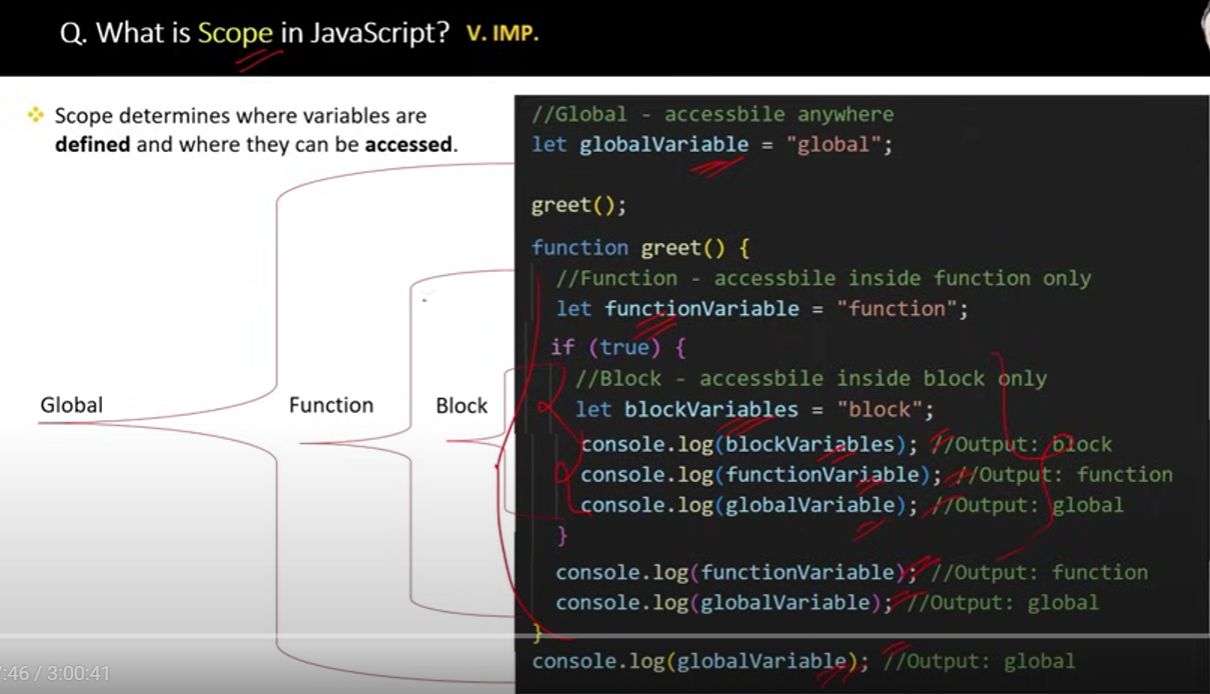 Q. What is Scope in JavaScript? V. IMP.
Scope determines where variables are
defined and where they can be accessed.
Global
Function
Block
//Global - accessbile anywhere
let globalVariable = "global";
greet();
function greet() {
//Function - accessbile inside function only
let functionVariable = "function";
if (true) {
//Block - accessbile inside block only
let blockVariables = "block";
console.log(blockVariables); //Output: block
console.log(functionVariable); //Output: function
console.log(globalVariable); //Output: global
}
console.log(functionVariable); //Output: function
console.log(globalVariable); //Output: global
}
console.log(globalVariable); //Output: global
:46 / 3:00:41